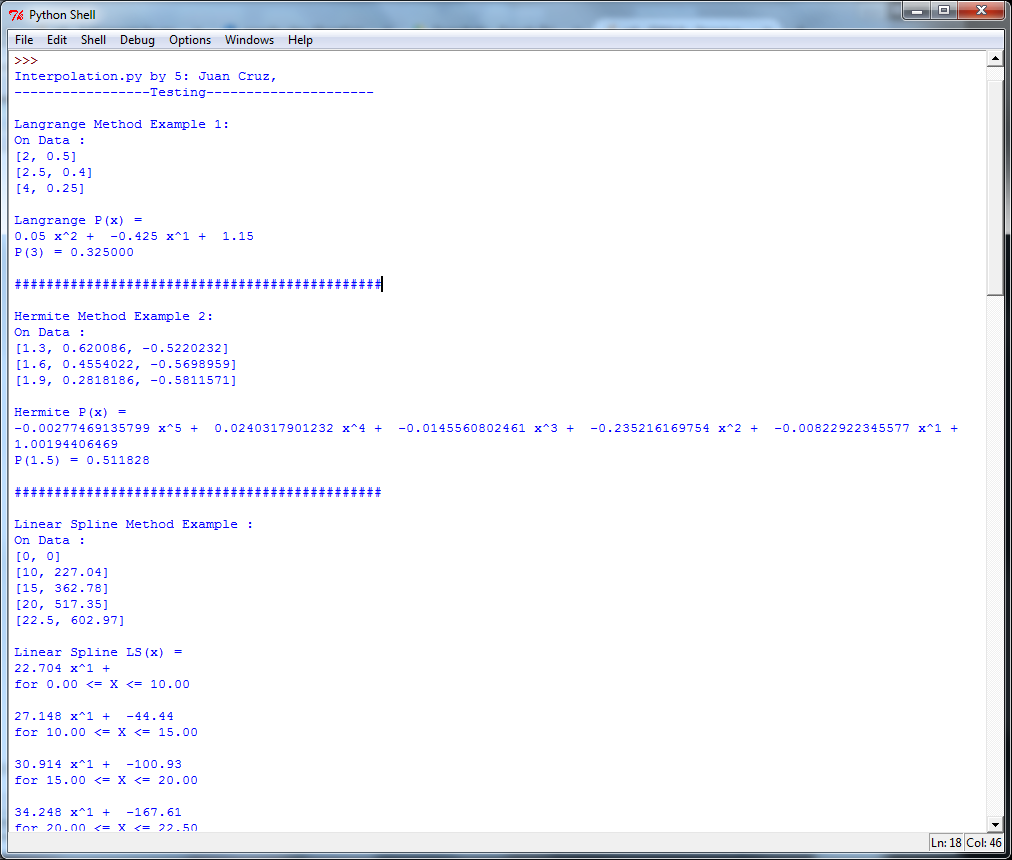 Python Shell
File Edit Shell Debug Options Windows Help
>>>
Interpolation.py by 5: Juan Cruz,
-----------------Testing---------------------
Langrange Method Example 1:
On Data :
[2, 0.5]
[2.5, 0.4]
[4, 0.25]
Langrange P(x) =
0.05 x^2 +  -0.425 x^1 +  1.15
P(3) = 0.325000
##############################################
Hermite Method Example 2:
On Data :
[1.3, 0.620086, -0.5220232]
[1.6, 0.4554022, -0.5698959]
[1.9, 0.2818186, -0.5811571]
Hermite P(x) =
-0.00277469135799 x^5 +  0.0240317901232 x^4 +  -0.0145560802461 x^3 +  -0.235216169754 x^2 +  -0.00822922345577 x^1 +
1.00194406469
P(1.5) = 0.511828
##############################################
Linear Spline Method Example :
On Data :
[0, 0]
[10, 227.04]
[15, 362.78]
[20, 517.35]
[22.5, 602.97]
Linear Spline LS(x) =
22.704 x^1 +
for 0.00 <= X <= 10.00
27.148 x^1 +  -44.44
for 10.00 <= X <= 15.00
30.914 x^1 +  -100.93
for 15.00 <= X <= 20.00
34.248 x^1 +  -167.61
for 20.00 <= X <= 22.50
Ln: 18 Col: 46